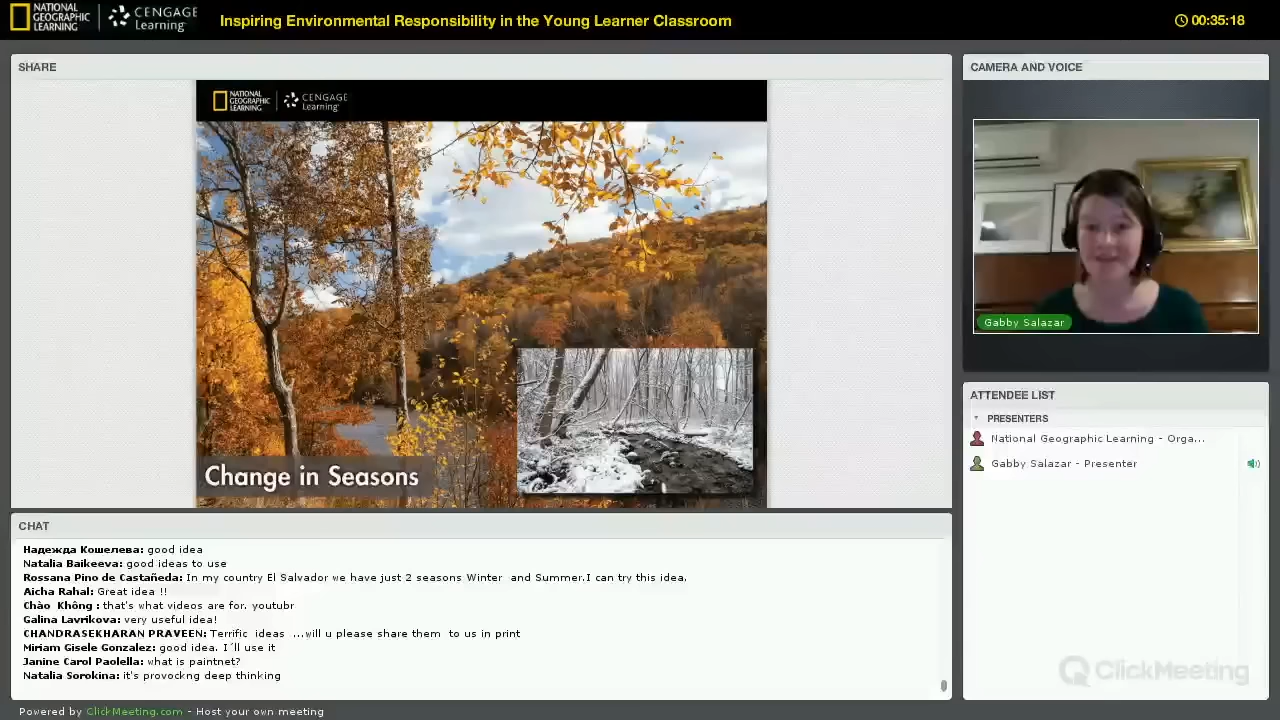 NATIONAL
GEOGRAPHIC
LEARNING
CENGAGE
Learning™
Inspiring Environmental Responsibility in the Young Learner Classroom
00:35:18
SHARE
NATIONAL
GEOGRAPHIC
LEARNING
CENGAGE
Learning
Change in Seasons
CAMERA AND VOICE
Gabby Salazar
ATTENDEE LIST
PRESENTERS
National Geographic Learning - Orga...
Gabby Salazar - Presenter
CHAT
Надежда Кошелева: good idea
Natalia Baikeeva: good ideas to use
Rossana Pino de Castañeda: In my country El Salvador we have just 2 seasons Winter and Summer.I can try this idea.
Aicha Rahal: Great idea !!
Chào Không : that's what videos are for. youtubr
Galina Lavrikova: very useful idea!
CHANDRASEKHARAN PRAVEEN: Terrific ideas ...will u please share them to us in print
Miriam Gisele Gonzalez: good idea. I´ll use it
Janine Carol Paolella: what is paintnet?
Natalia Sorokina: it's provockng deep thinking
ClickMeeting
Powered by ClickMeeting.com - Host your own meeting